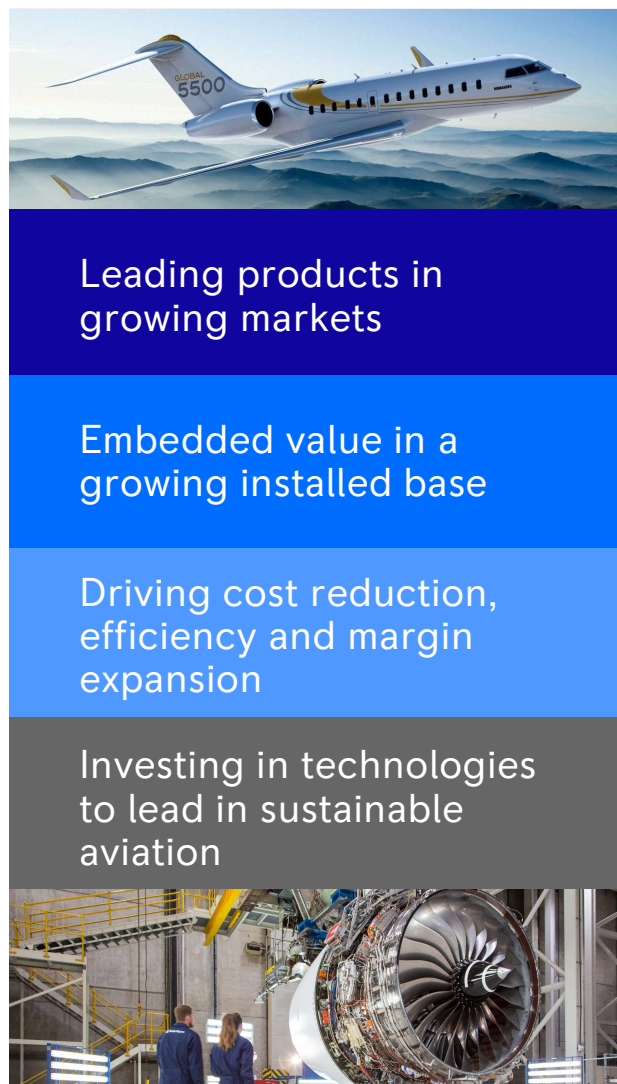 GLOBAL
5500
Leading products in
growing markets
Embedded value in a
growing installed base
Driving cost reduction,
efficiency and margin
expansion
Investing in technologies
to lead in sustainable
aviation